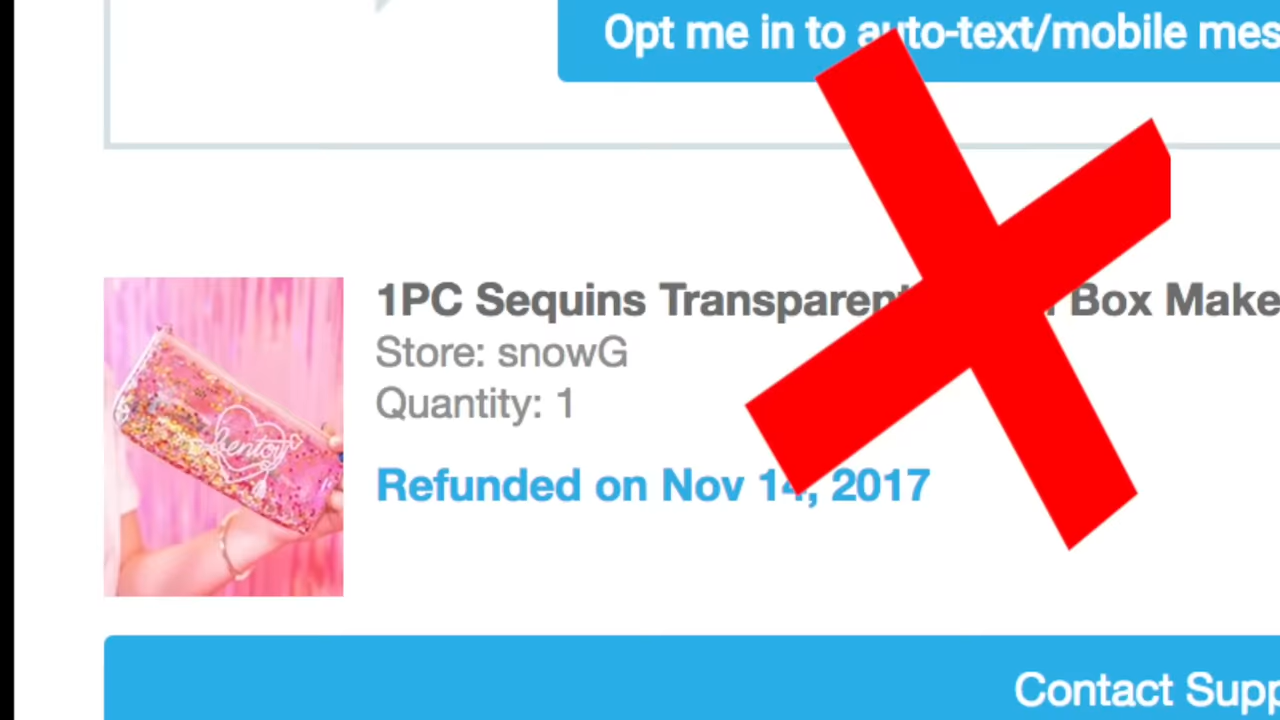 Opt me in to auto-text/mobile mes
1PC Sequins Transparent Box Make
Store: snowG
Quantity: 1
Refunded on Nov 14, 2017
Contact Supp